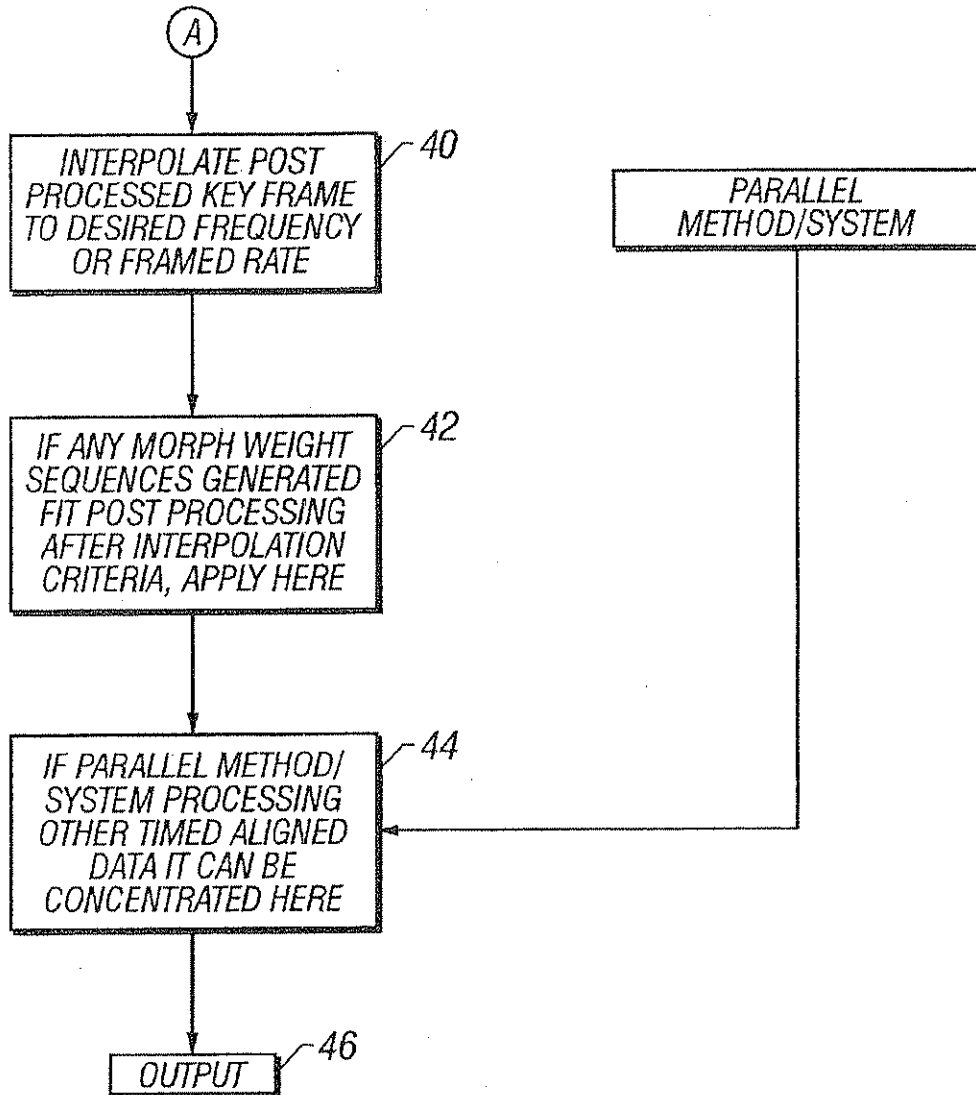 A
INTERPOLATE POST
PROCESSED KEY FRAME
TO DESIRED FREQUENCY
OR FRAMED RATE
40
PARALLEL
METHOD/SYSTEM
IF ANY MORPH WEIGHT
SEQUENCES GENERATED
FIT POST PROCESSING
AFTER INTERPOLATION
CRITERIA, APPLY HERE
42
IF PARALLEL METHOD/
SYSTEM PROCESSING
OTHER TIMED ALIGNED
DATA IT CAN BE
CONCENTRATED HERE
44
OUTPUT
46